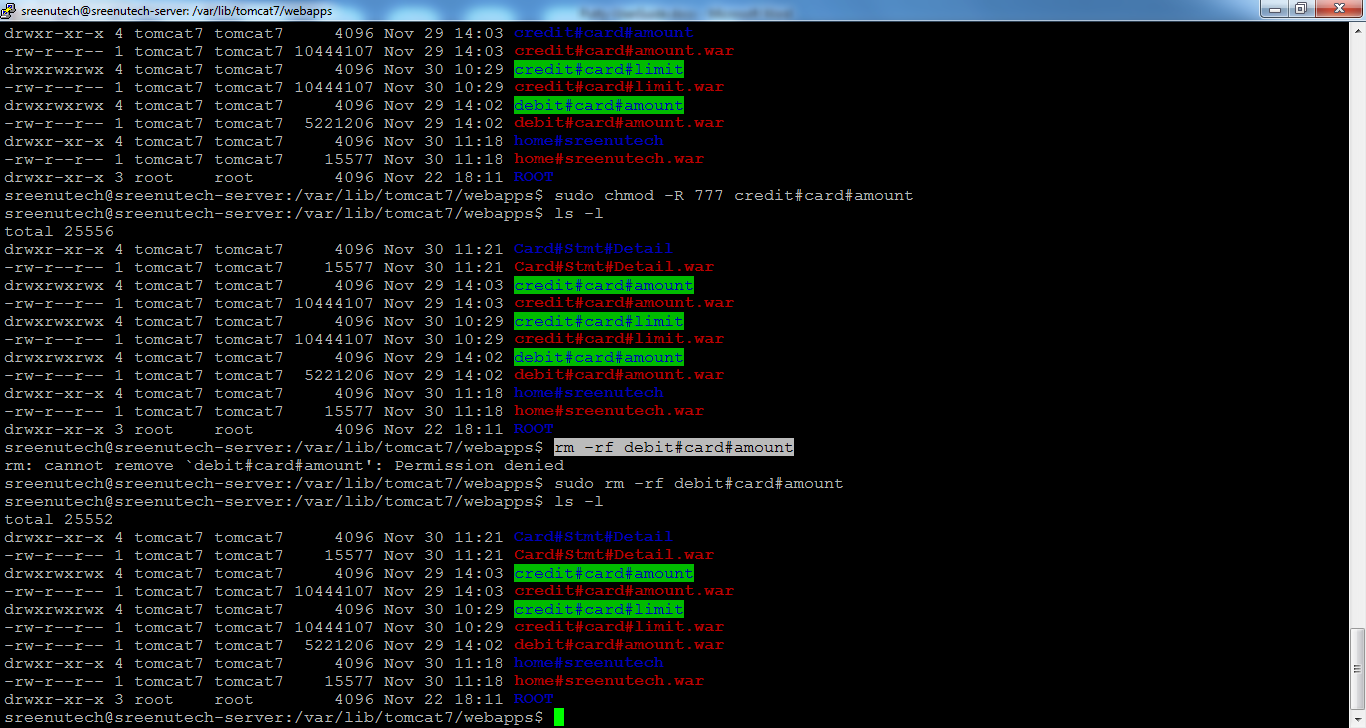 sreenutech@sreenutech-server: /var/lib/tomcat7/webapps
drwxr-xr-x 4 tomcat7 tomcat7     4096 Nov 29 14:03 credit#card#amount
-rw-r--r-- 1 tomcat7 tomcat7 10444107 Nov 29 14:03 credit#card#amount.war
drwxrwxrwx 4 tomcat7 tomcat7     4096 Nov 30 10:29 credit#card#limit
-rw-r--r-- 1 tomcat7 tomcat7 10444107 Nov 30 10:29 credit#card#limit.war
drwxrwxrwx 4 tomcat7 tomcat7     4096 Nov 29 14:02 debit#card#amount
-rw-r--r-- 1 tomcat7 tomcat7  5221206 Nov 29 14:02 debit#card#amount.war
drwxr-xr-x 4 tomcat7 tomcat7     4096 Nov 30 11:18 home#sreenutech
-rw-r--r-- 1 tomcat7 tomcat7    15577 Nov 30 11:18 home#sreenutech.war
drwxr-xr-x 3 root    root        4096 Nov 22 18:11 ROOT
sreenutech@sreenutech-server:/var/lib/tomcat7/webapps$ sudo chmod -R 777 credit#card#amount
sreenutech@sreenutech-server:/var/lib/tomcat7/webapps$ ls -l
total 25556
drwxr-xr-x 4 tomcat7 tomcat7     4096 Nov 30 11:21 Card#Stmt#Detail
-rw-r--r-- 1 tomcat7 tomcat7    15577 Nov 30 11:21 Card#Stmt#Detail.war
drwxrwxrwx 4 tomcat7 tomcat7     4096 Nov 29 14:03 credit#card#amount
-rw-r--r-- 1 tomcat7 tomcat7 10444107 Nov 29 14:03 credit#card#amount.war
drwxrwxrwx 4 tomcat7 tomcat7     4096 Nov 30 10:29 credit#card#limit
-rw-r--r-- 1 tomcat7 tomcat7 10444107 Nov 30 10:29 credit#card#limit.war
drwxrwxrwx 4 tomcat7 tomcat7     4096 Nov 29 14:02 debit#card#amount
-rw-r--r-- 1 tomcat7 tomcat7  5221206 Nov 29 14:02 debit#card#amount.war
drwxr-xr-x 4 tomcat7 tomcat7     4096 Nov 30 11:18 home#sreenutech
-rw-r--r-- 1 tomcat7 tomcat7    15577 Nov 30 11:18 home#sreenutech.war
drwxr-xr-x 3 root    root        4096 Nov 22 18:11 ROOT
sreenutech@sreenutech-server:/var/lib/tomcat7/webapps$ rm -rf debit#card#amount
rm: cannot remove `debit#card#amount': Permission denied
sreenutech@sreenutech-server:/var/lib/tomcat7/webapps$ sudo rm -rf debit#card#amount
sreenutech@sreenutech-server:/var/lib/tomcat7/webapps$ ls -l
total 25552
drwxr-xr-x 4 tomcat7 tomcat7     4096 Nov 30 11:21 Card#Stmt#Detail
-rw-r--r-- 1 tomcat7 tomcat7    15577 Nov 30 11:21 Card#Stmt#Detail.war
drwxrwxrwx 4 tomcat7 tomcat7     4096 Nov 29 14:03 credit#card#amount
-rw-r--r-- 1 tomcat7 tomcat7 10444107 Nov 29 14:03 credit#card#amount.war
drwxrwxrwx 4 tomcat7 tomcat7     4096 Nov 30 10:29 credit#card#limit
-rw-r--r-- 1 tomcat7 tomcat7 10444107 Nov 30 10:29 credit#card#limit.war
-rw-r--r-- 1 tomcat7 tomcat7  5221206 Nov 29 14:02 debit#card#amount.war
drwxr-xr-x 4 tomcat7 tomcat7     4096 Nov 30 11:18 home#sreenutech
-rw-r--r-- 1 tomcat7 tomcat7    15577 Nov 30 11:18 home#sreenutech.war
drwxr-xr-x 3 root    root        4096 Nov 22 18:11 ROOT
sreenutech@sreenutech-server:/var/lib/tomcat7/webapps$